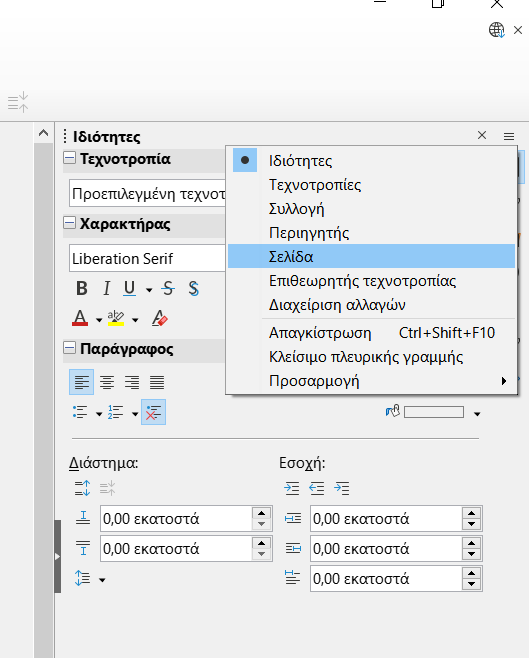 Ιδιότητες
Τεχνοτροπία
Προεπιλεγμένη τεχνοτ
Χαρακτήρας
Liberation Serif
B I U S S
A ab A
Παράγραφος
Ιδιότητες
Τεχνοτροπίες
Συλλογή
Περιηγητής
Σελίδα
Επιθεωρητής τεχνοτροπίας
Διαχείριση αλλαγών
Απαγκίστρωση Ctrl+Shift+F10
Κλείσιμο πλευρικής γραμμής
Προσαρμογή
Διάστημα: Εσοχή:
0,00 εκατοστά 0,00 εκατοστά
0,00 εκατοστά 0,00 εκατοστά
0,00 εκατοστά